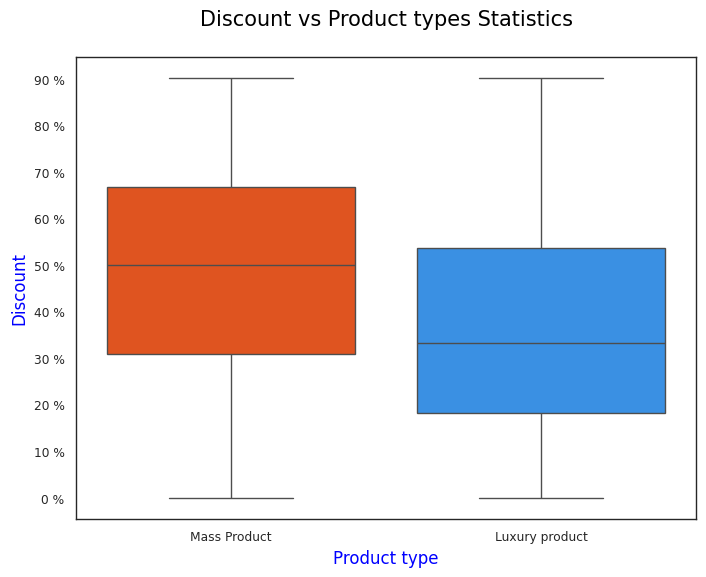 Discount vs Product types Statistics
90 %
80 %
70 %
60 %
50 %
40 %
30 %
20 %
10 %
0 %
Discount
Mass Product
Luxury product
Product type